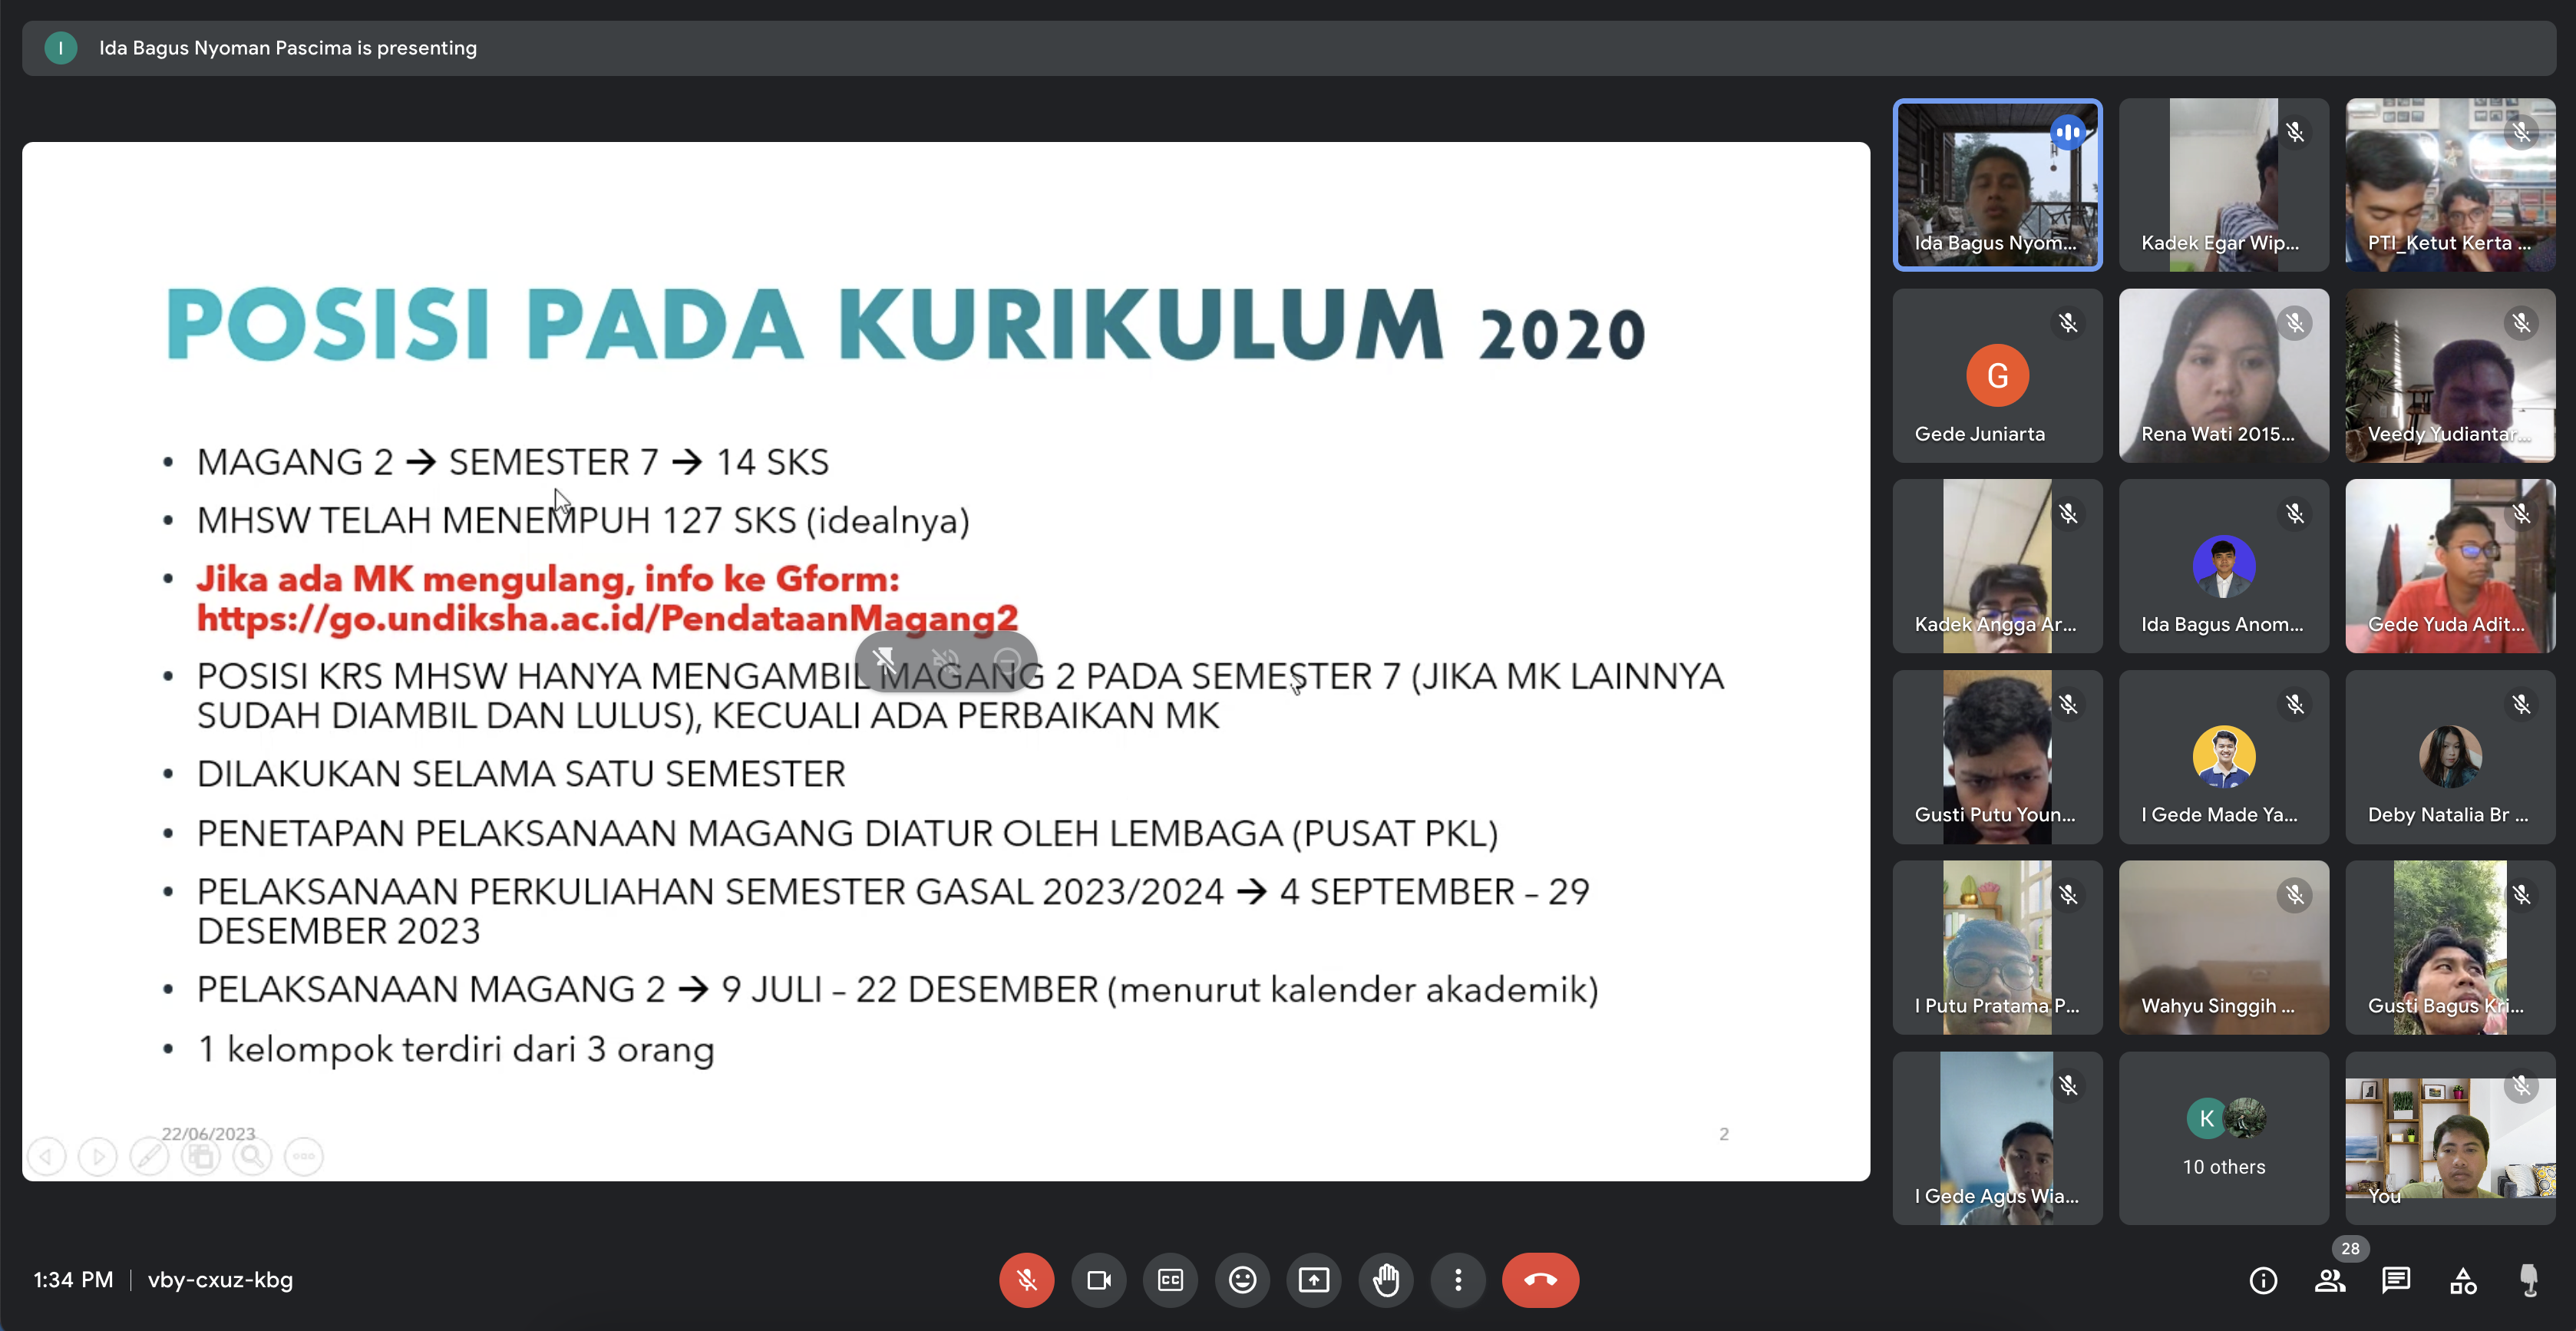 I
Ida Bagus Nyoman Pascima is presenting
POSISI PADA KURIKULUM 2020
• MAGANG 2 → SEMESTER 7 → 14 SKS
• MHSW TELAH MENEMPUH 127 SKS (idealnya)
• Jika ada MK mengulang, info ke Gform:
https://go.undiksha.ac.id/PendataanMagang2
• POSISI KRS MHSW HANYA MENGAMBIL MAGANG 2 PADA SEMESTER 7 (JIKA MK LAINNYA
SUDAH DIAMBIL DAN LULUS), KECUALI ADA PERBAIKAN MK
• DILAKUKAN SELAMA SATU SEMESTER
• PENETAPAN PELAKSANAAN MAGANG DIATUR OLEH LEMBAGA (PUSAT PKL)
• PELAKSANAAN PERKULIAHAN SEMESTER GASAL 2023/2024 → 4 SEPTEMBER – 29
DESEMBER 2023
• PELAKSANAAN MAGANG 2 → 9 JULI – 22 DESEMBER (menurut kalender akademik)
• 1 kelompok terdiri dari 3 orang
22/06/2023
2
Ida Bagus Nyom...
Kadek Egar Wip...
PTI_Ketut Kerta ...
G
Gede Juniarta
Rena Wati 2015...
Veedy Yudiantar...
Kadek Angga Ar...
Ida Bagus Anom...
Gede Yuda Adit...
Gusti Putu Youn...
I Gede Made Ya...
Deby Natalia Br ...
I Putu Pratama P...
Wahyu Singgih ...
Gusti Bagus Kri...
I Gede Agus Wia...
K
10 others
You
1:34 PM | vby-cxuz-kbg
CC
28